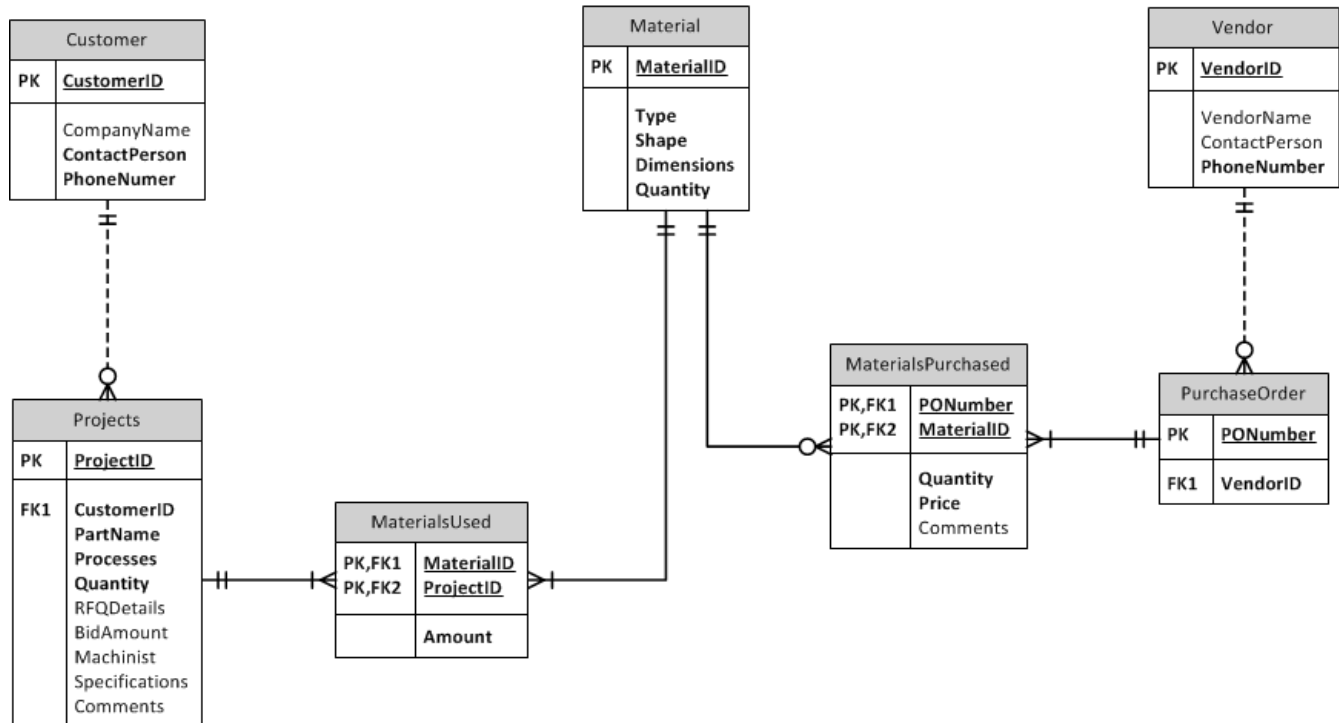 Customer
PK CustomerID
CompanyName
ContactPerson
PhoneNumer
Material
PK MaterialID
Type
Shape
Dimensions
Quantity
Vendor
PK VendorID
VendorName
ContactPerson
PhoneNumber
Projects
PK ProjectID
FK1 CustomerID
PartName
Processes
Quantity
RFQDetails
BidAmount
Machinist
Specifications
Comments
MaterialsUsed
PK,FK1 MaterialID
PK,FK2 ProjectID
Amount
MaterialsPurchased
PK,FK1 PONumber
PK,FK2 MaterialID
Quantity
Price
Comments
PurchaseOrder
PK PONumber
FK1 VendorID